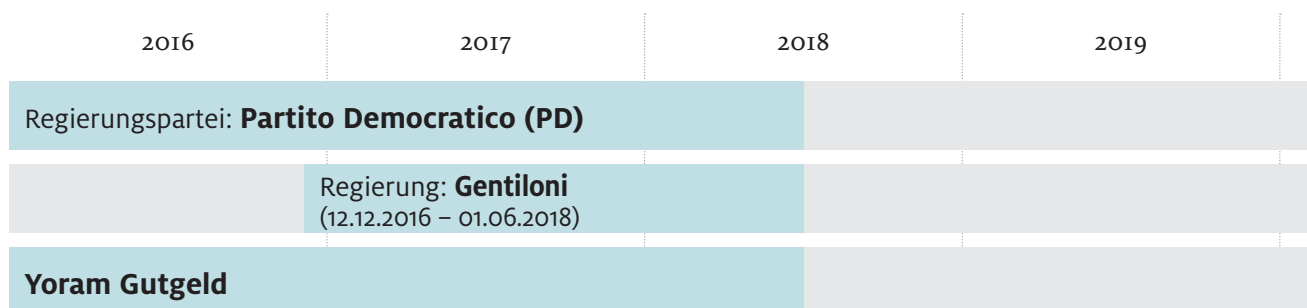 2016 2017 2018 2019
Regierungspartei: Partito Democratico (PD)
Regierung: Gentiloni
(12.12.2016 – 01.06.2018)
Yoram Gutgeld